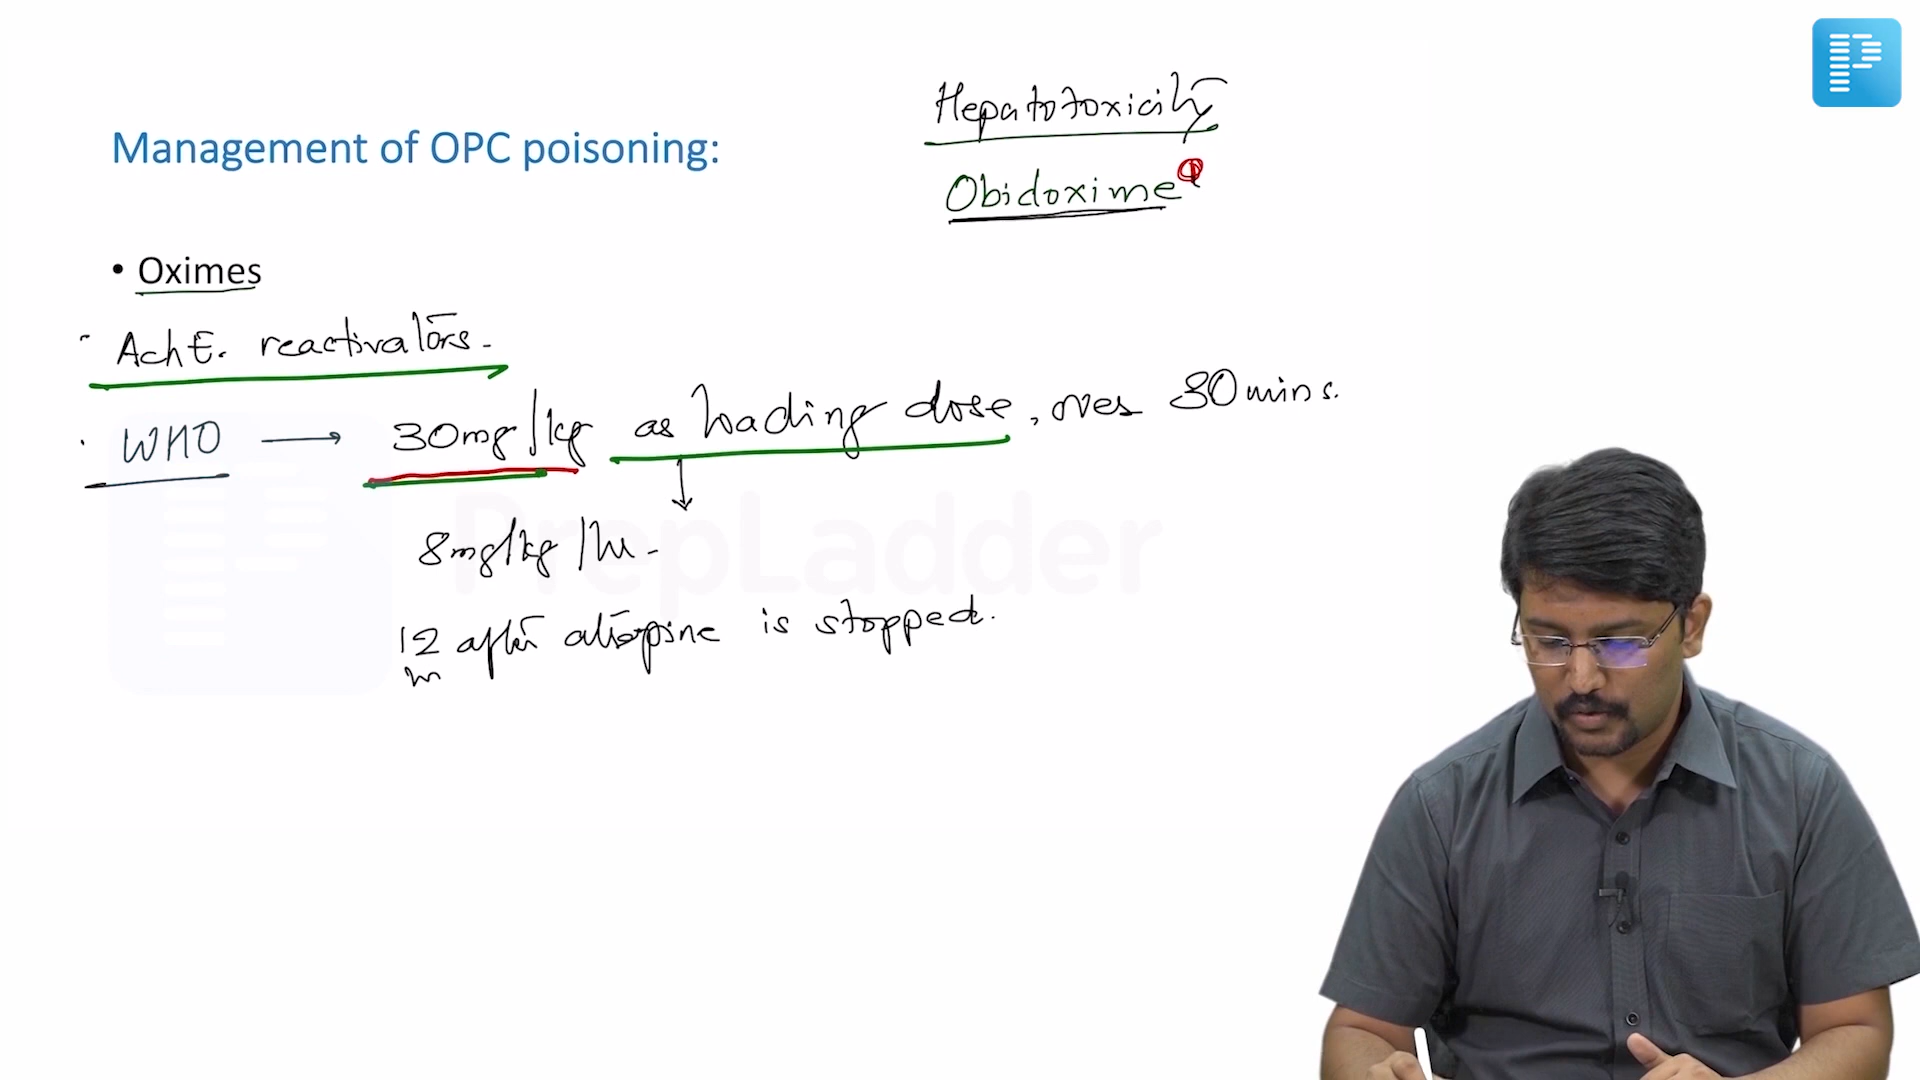 Hepatotoxicity
Management of OPC poisoning:
Obidoxime
• Oximes
AchE. reactivators.
WHO → 30mg/kg as loading dose, over 30 mins.
8mg/kg/hr.
PrepLadder
12 after atropine is stopped.
hr